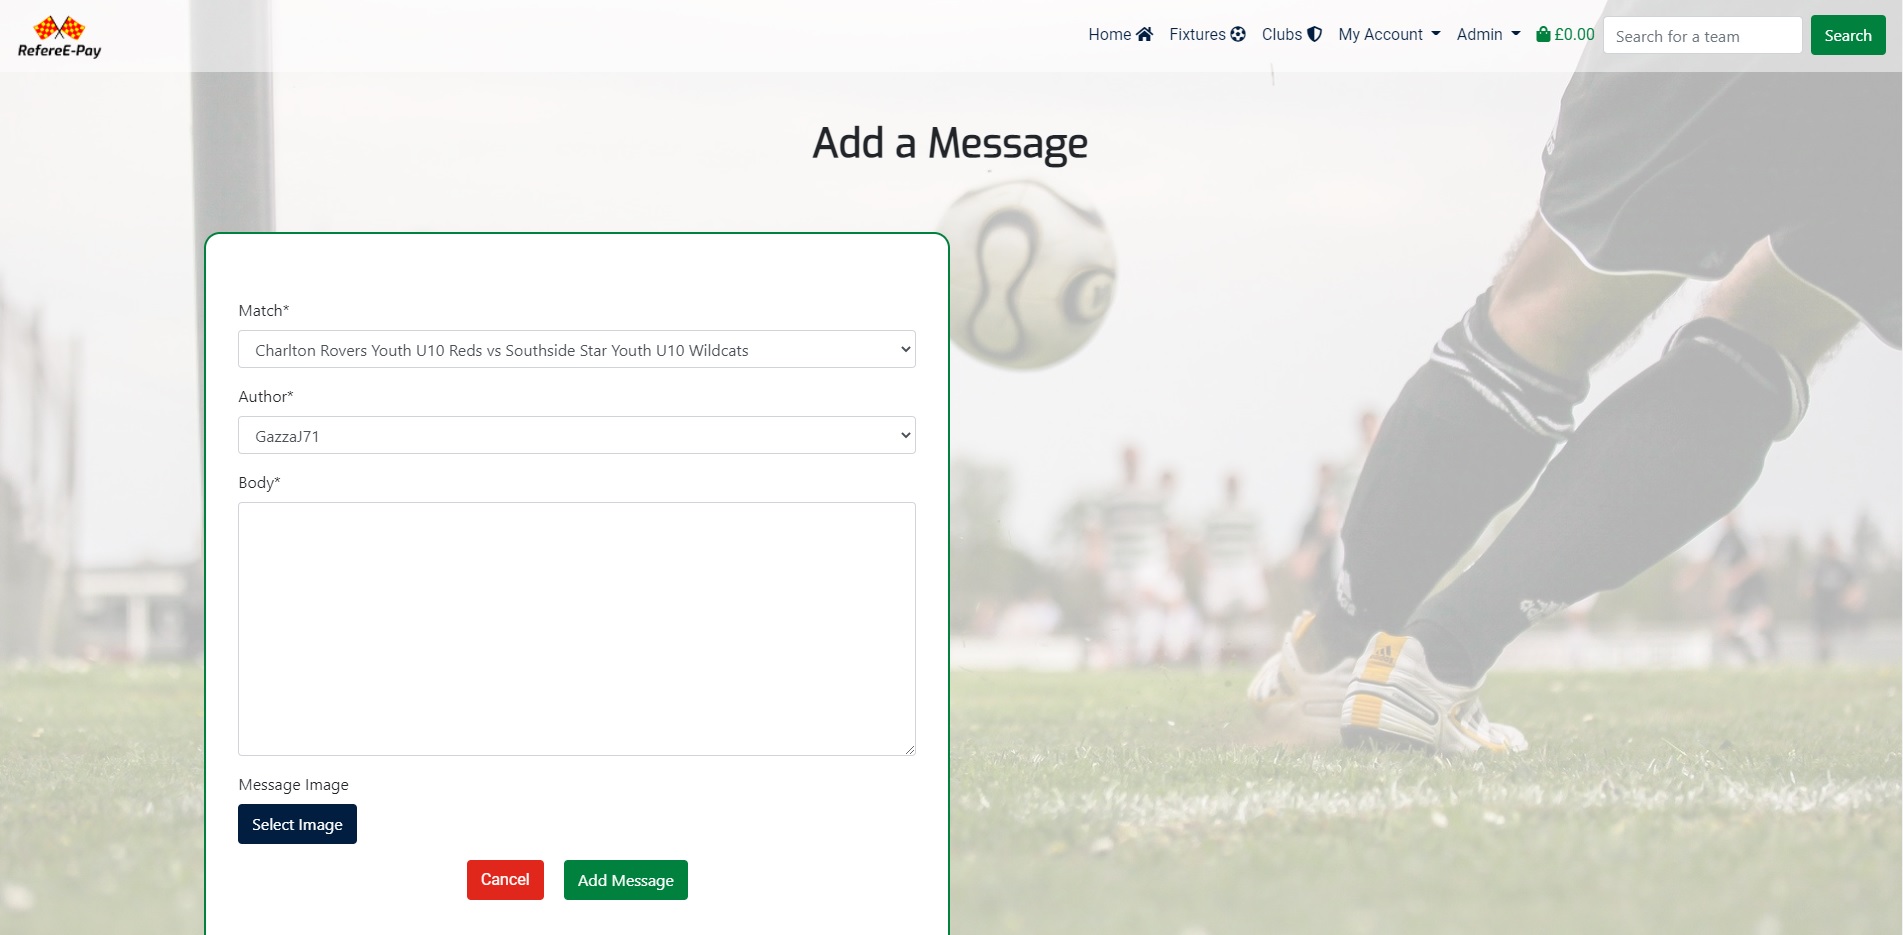 RefereE-Pay
Home Fixtures Clubs My Account Admin £0.00 Search for a team Search
Add a Message
Match*
Charlton Rovers Youth U10 Reds vs Southside Star Youth U10 Wildcats
Author*
GazzaJ71
Body*
Message Image
Select Image
Cancel Add Message